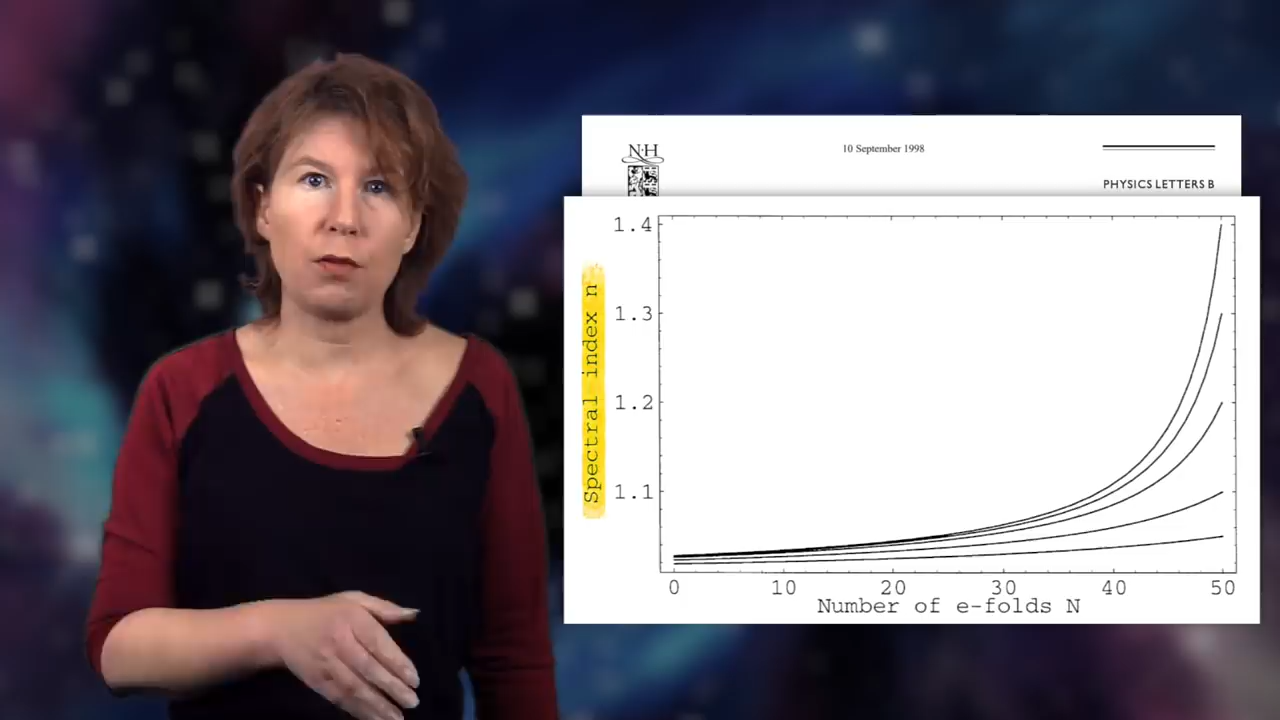 N·H
10 September 1998
PHYSICS LETTERS B
1.4
1.3
1.2
1.1
Spectral index n
0 10 20 30 40 50
Number of e-folds N